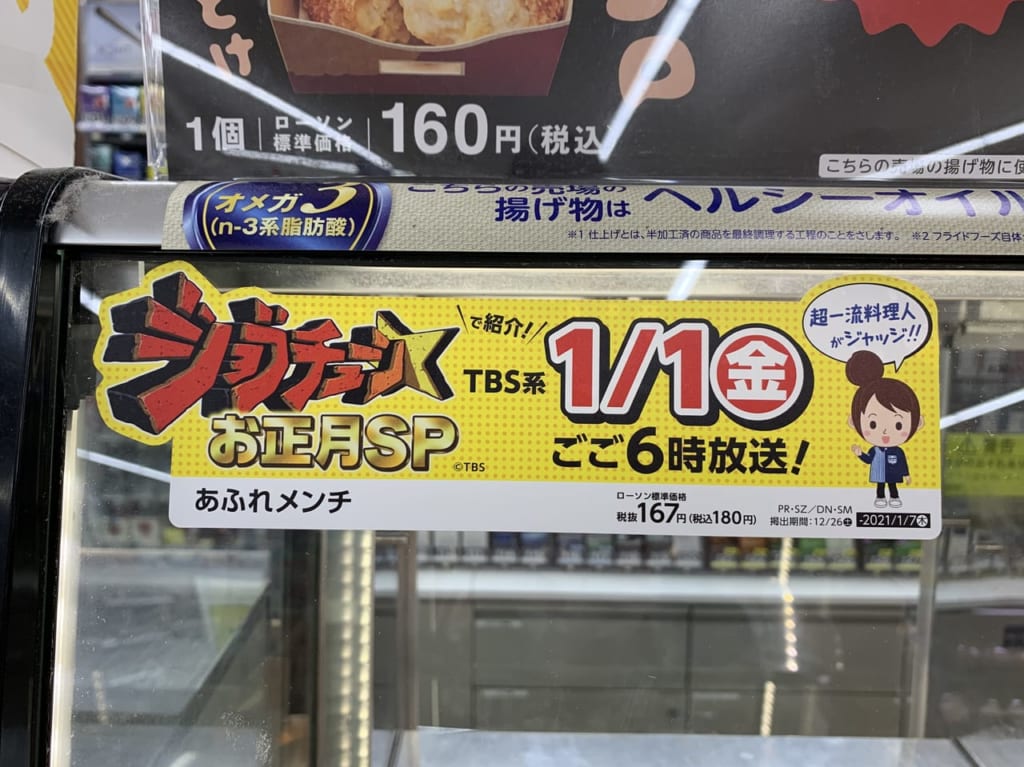 1個 ローソン標準価格 160円(税込)
こちらの売場の揚げ物に使
オメガ3
(n-3系脂肪酸)
こちらの売場の
揚げ物は ヘルシーオイル
※1 仕上げとは、半加工済の商品を最終調理する工程のことをさします。 ※2 フライドフーズ自体
ジョブチューン★
お正月SP
©TBS
で紹介!
TBS系 1/1金
ごご6時放送!
超一流料理人
がジャッジ!!
あふれメンチ
ローソン標準価格
税抜167円(税込180円)
PR・SZ/DN・SM
掲出期間:12/26土-2021/1/7木